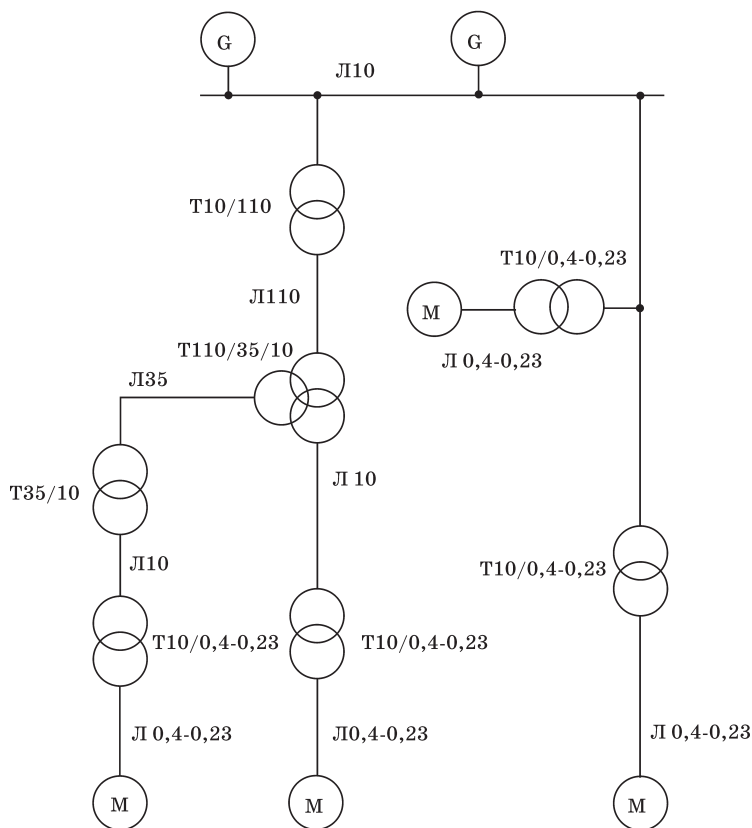 G
G
Л10
Т10/110
Т10/0,4-0,23
Л110
М
Т110/35/10
Л 0,4-0,23
Л35
Л 10
Т35/10
Л10
Т10/0,4-0,23
Т10/0,4-0,23
Т10/0,4-0,23
Л 0,4-0,23
Л0,4-0,23
Л 0,4-0,23
М
М
М